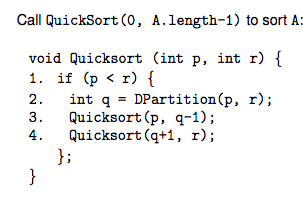 Call QuickSort(0, A.length-1) to sort A:
void Quicksort (int p, int r) {
1. if (p < r) {
2. int q = DPartition(p, r);
3. Quicksort(p, q-1);
4. Quicksort(q+1, r);
};
}